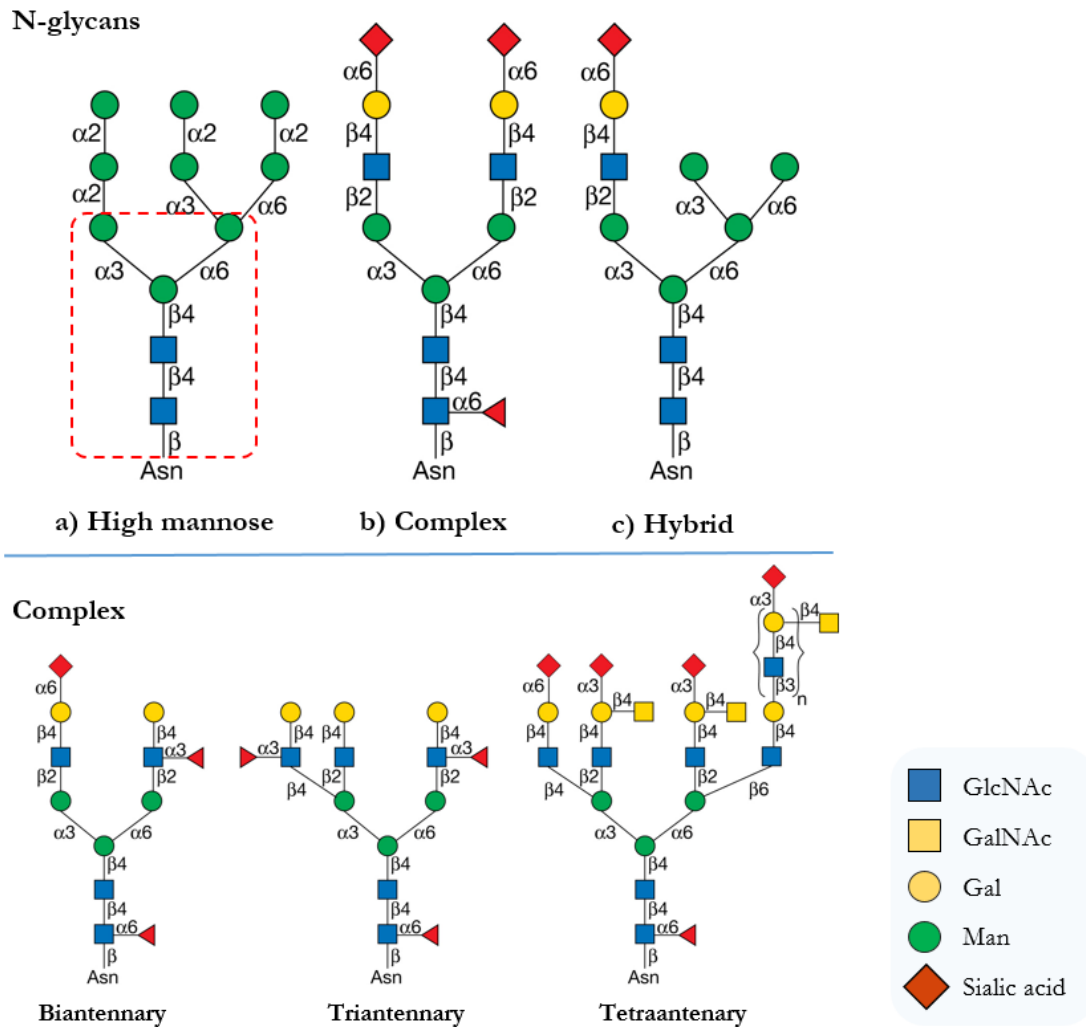 N-glycans
α6 α6 α6
α2 α2 α2 β4 β4 β4
α2 α3 α6 β2 β2 β2 α3 α6
α3 α6 α3 α6 α3 α6
β4 β4 β4
β4 β4 β4
α6
β β β
Asn Asn Asn
a) High mannose b) Complex c) Hybrid
Complex
α3 β4
β4
α6 α6 α3 α3 β3 n
β4 β4
β4 β4 β4 β4 β4 β4 β4 β4 β4
α3 α3 α3
β2 β2 β4 β2 β2 β4 β2 β2 β6
α3 α6 α3 α6 α3 α6
β4 β4 β4
β4 β4 β4
α6 α6 α6
β β β
Asn Asn Asn
Biantennary Triantennary Tetraantenary
GlcNAc
GalNAc
Gal
Man
Sialic acid